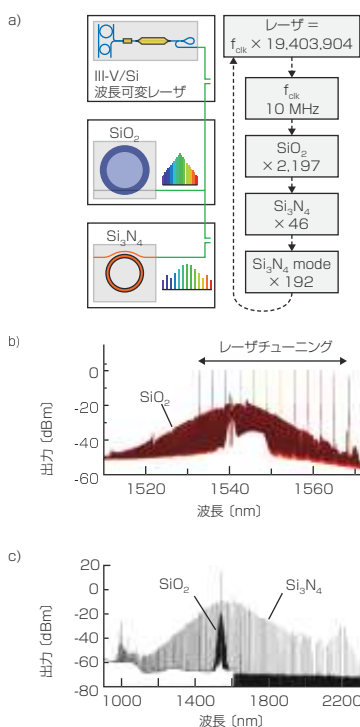 a)
III-V/Si
波長可変レーザ
SiO₂
Si₃N₄
レーザ =
f_clk × 19,403,904
f_clk
10 MHz
SiO₂
× 2,197
Si₃N₄
× 46
Si₃N₄ mode
× 192
b)
レーザチューニング
SiO₂
出力 [dBm]
0
-20
-40
-60
1520
1540
1560
波長 [nm]
c)
SiO₂
Si₃N₄
出力 [dBm]
20
0
-20
-40
-60
-80
1000
1400
1800
2200
波長 [nm]